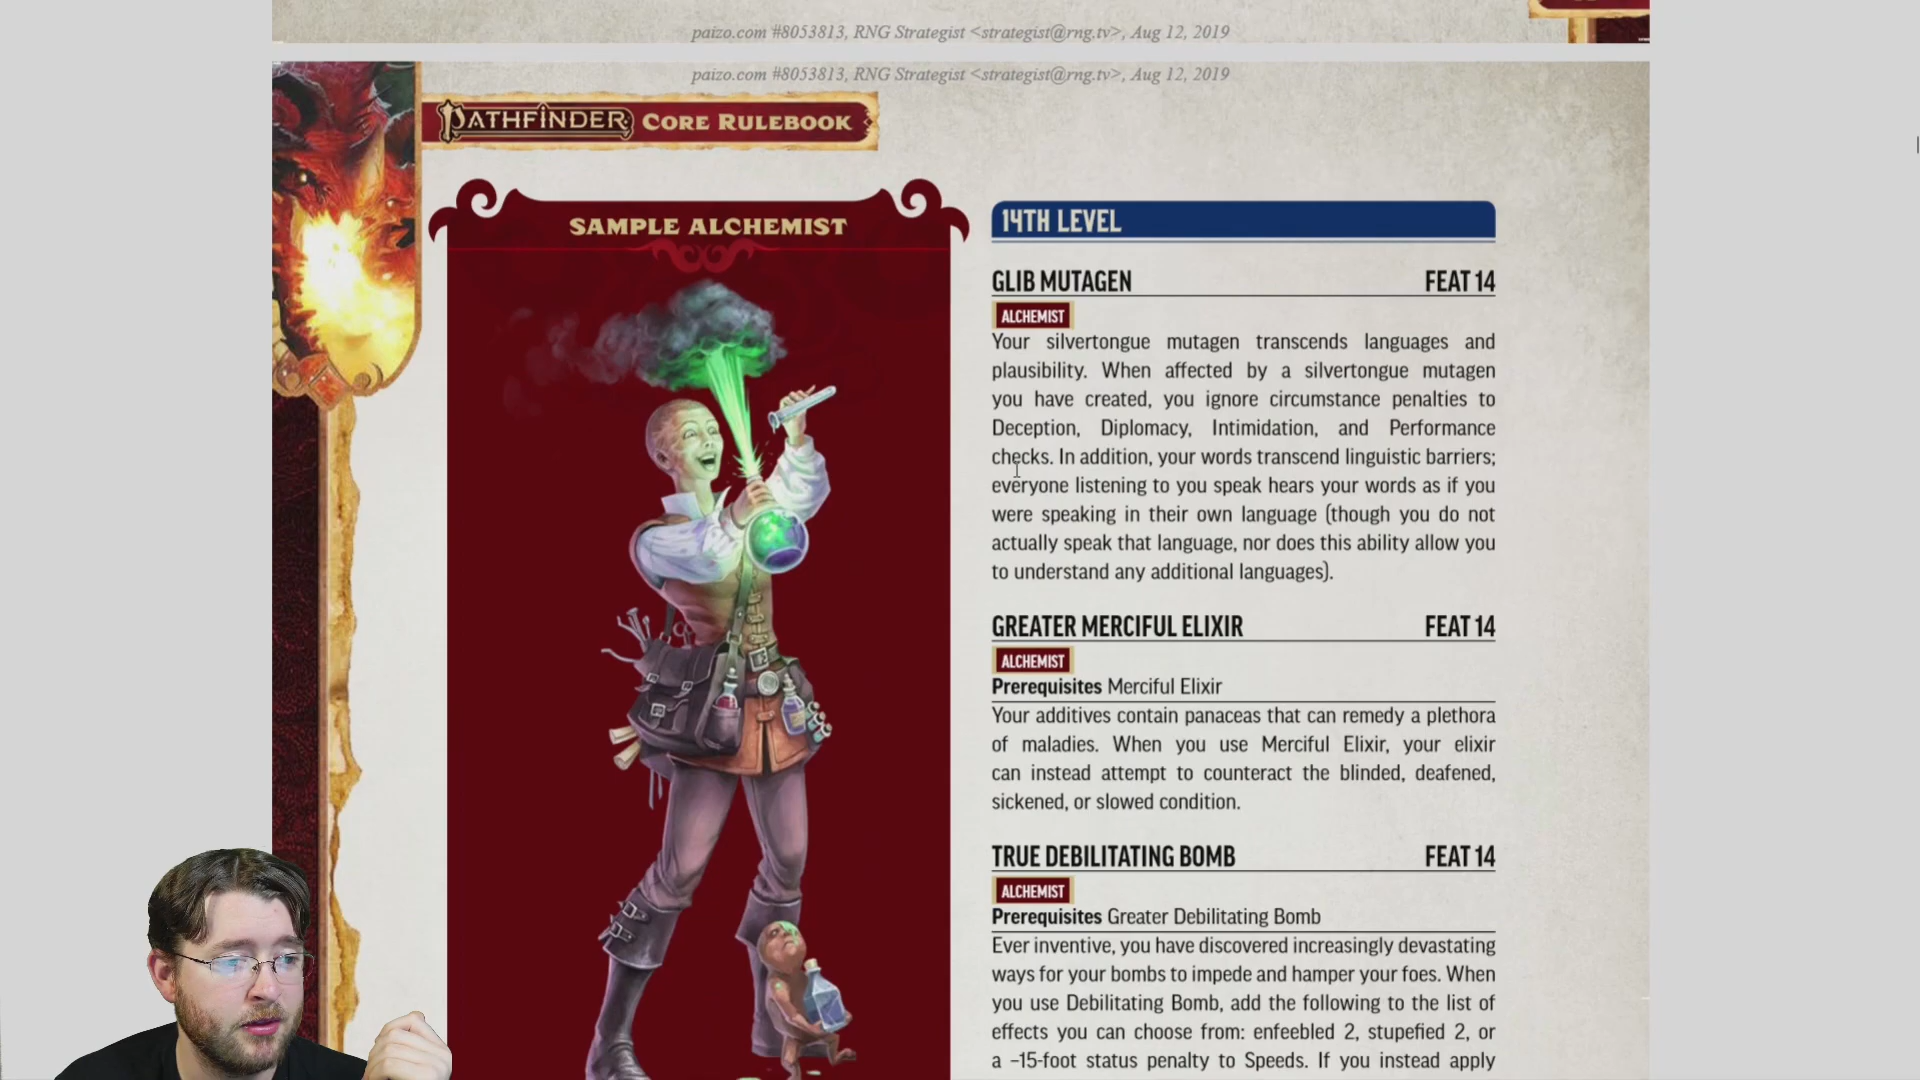 paizo.com #8053813, RNG Strategist <strategist@rng.tv>, Aug 12, 2019
paizo.com #8053813, RNG Strategist <strategist@rng.tv>, Aug 12, 2019
PATHFINDER CORE RULEBOOK
SAMPLE ALCHEMIST
14TH LEVEL
GLIB MUTAGEN FEAT 14
ALCHEMIST
Your silvertongue mutagen transcends languages and
plausibility. When affected by a silvertongue mutagen
you have created, you ignore circumstance penalties to
Deception, Diplomacy, Intimidation, and Performance
checks. In addition, your words transcend linguistic barriers;
everyone listening to you speak hears your words as if you
were speaking in their own language (though you do not
actually speak that language, nor does this ability allow you
to understand any additional languages).
GREATER MERCIFUL ELIXIR FEAT 14
ALCHEMIST
Prerequisites Merciful Elixir
Your additives contain panaceas that can remedy a plethora
of maladies. When you use Merciful Elixir, your elixir
can instead attempt to counteract the blinded, deafened,
sickened, or slowed condition.
TRUE DEBILITATING BOMB FEAT 14
ALCHEMIST
Prerequisites Greater Debilitating Bomb
Ever inventive, you have discovered increasingly devastating
ways for your bombs to impede and hamper your foes. When
you use Debilitating Bomb, add the following to the list of
effects you can choose from: enfeebled 2, stupefied 2, or
a –15-foot status penalty to Speeds. If you instead apply